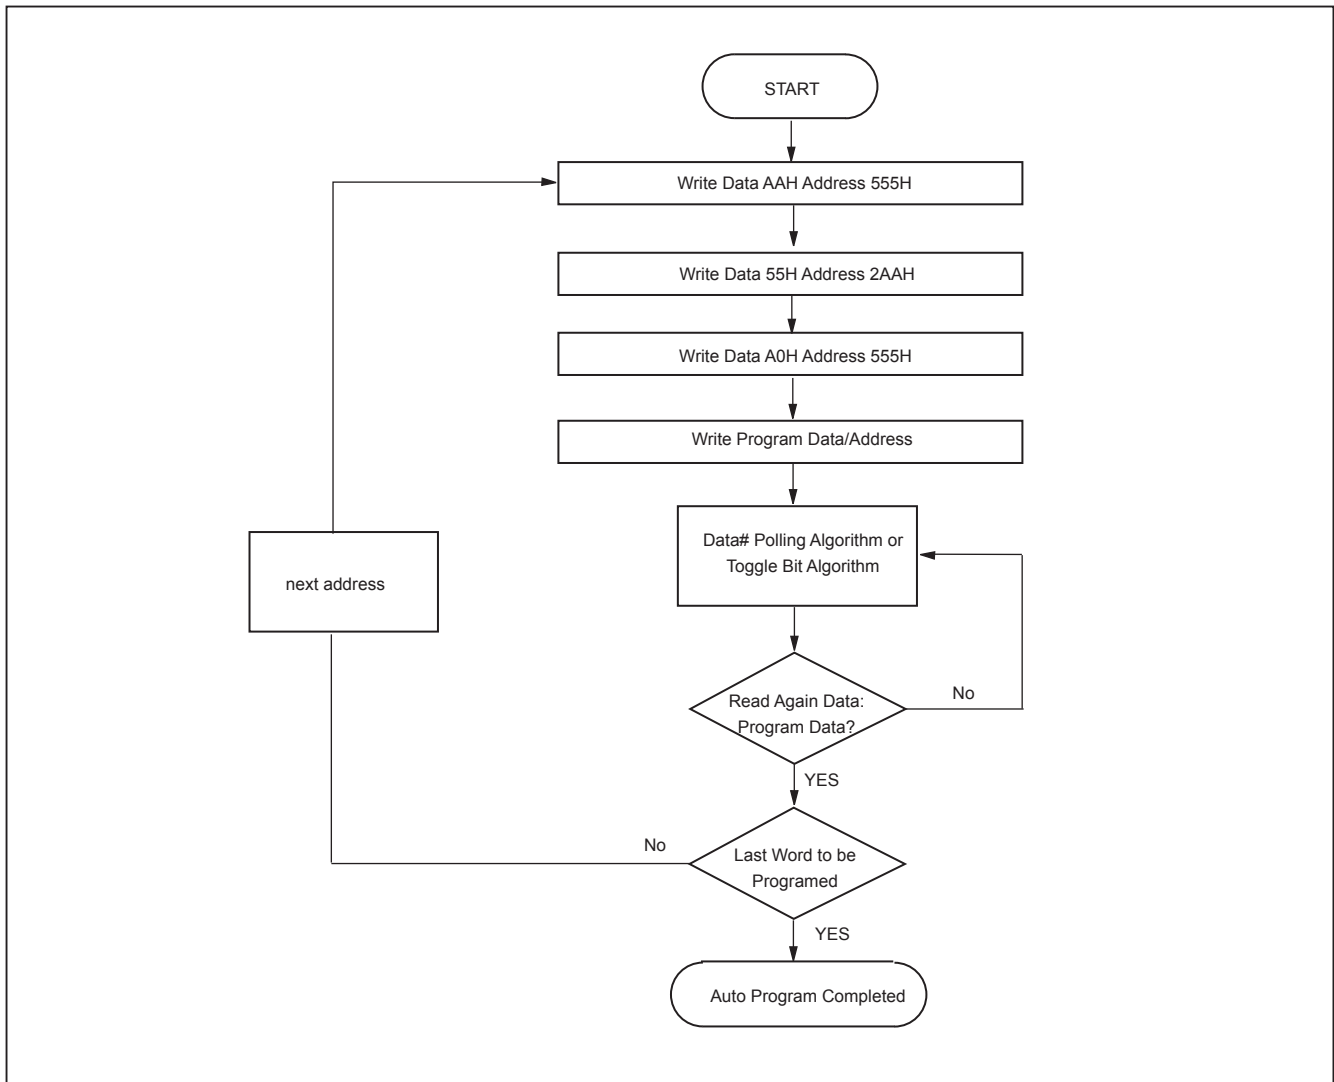 START
Write Data AAH Address 555H
Write Data 55H Address 2AAH
Write Data A0H Address 555H
Write Program Data/Address
Data# Polling Algorithm or
Toggle Bit Algorithm
next address
Read Again Data:
Program Data?
No
YES
No
Last Word to be
Programed
YES
Auto Program Completed